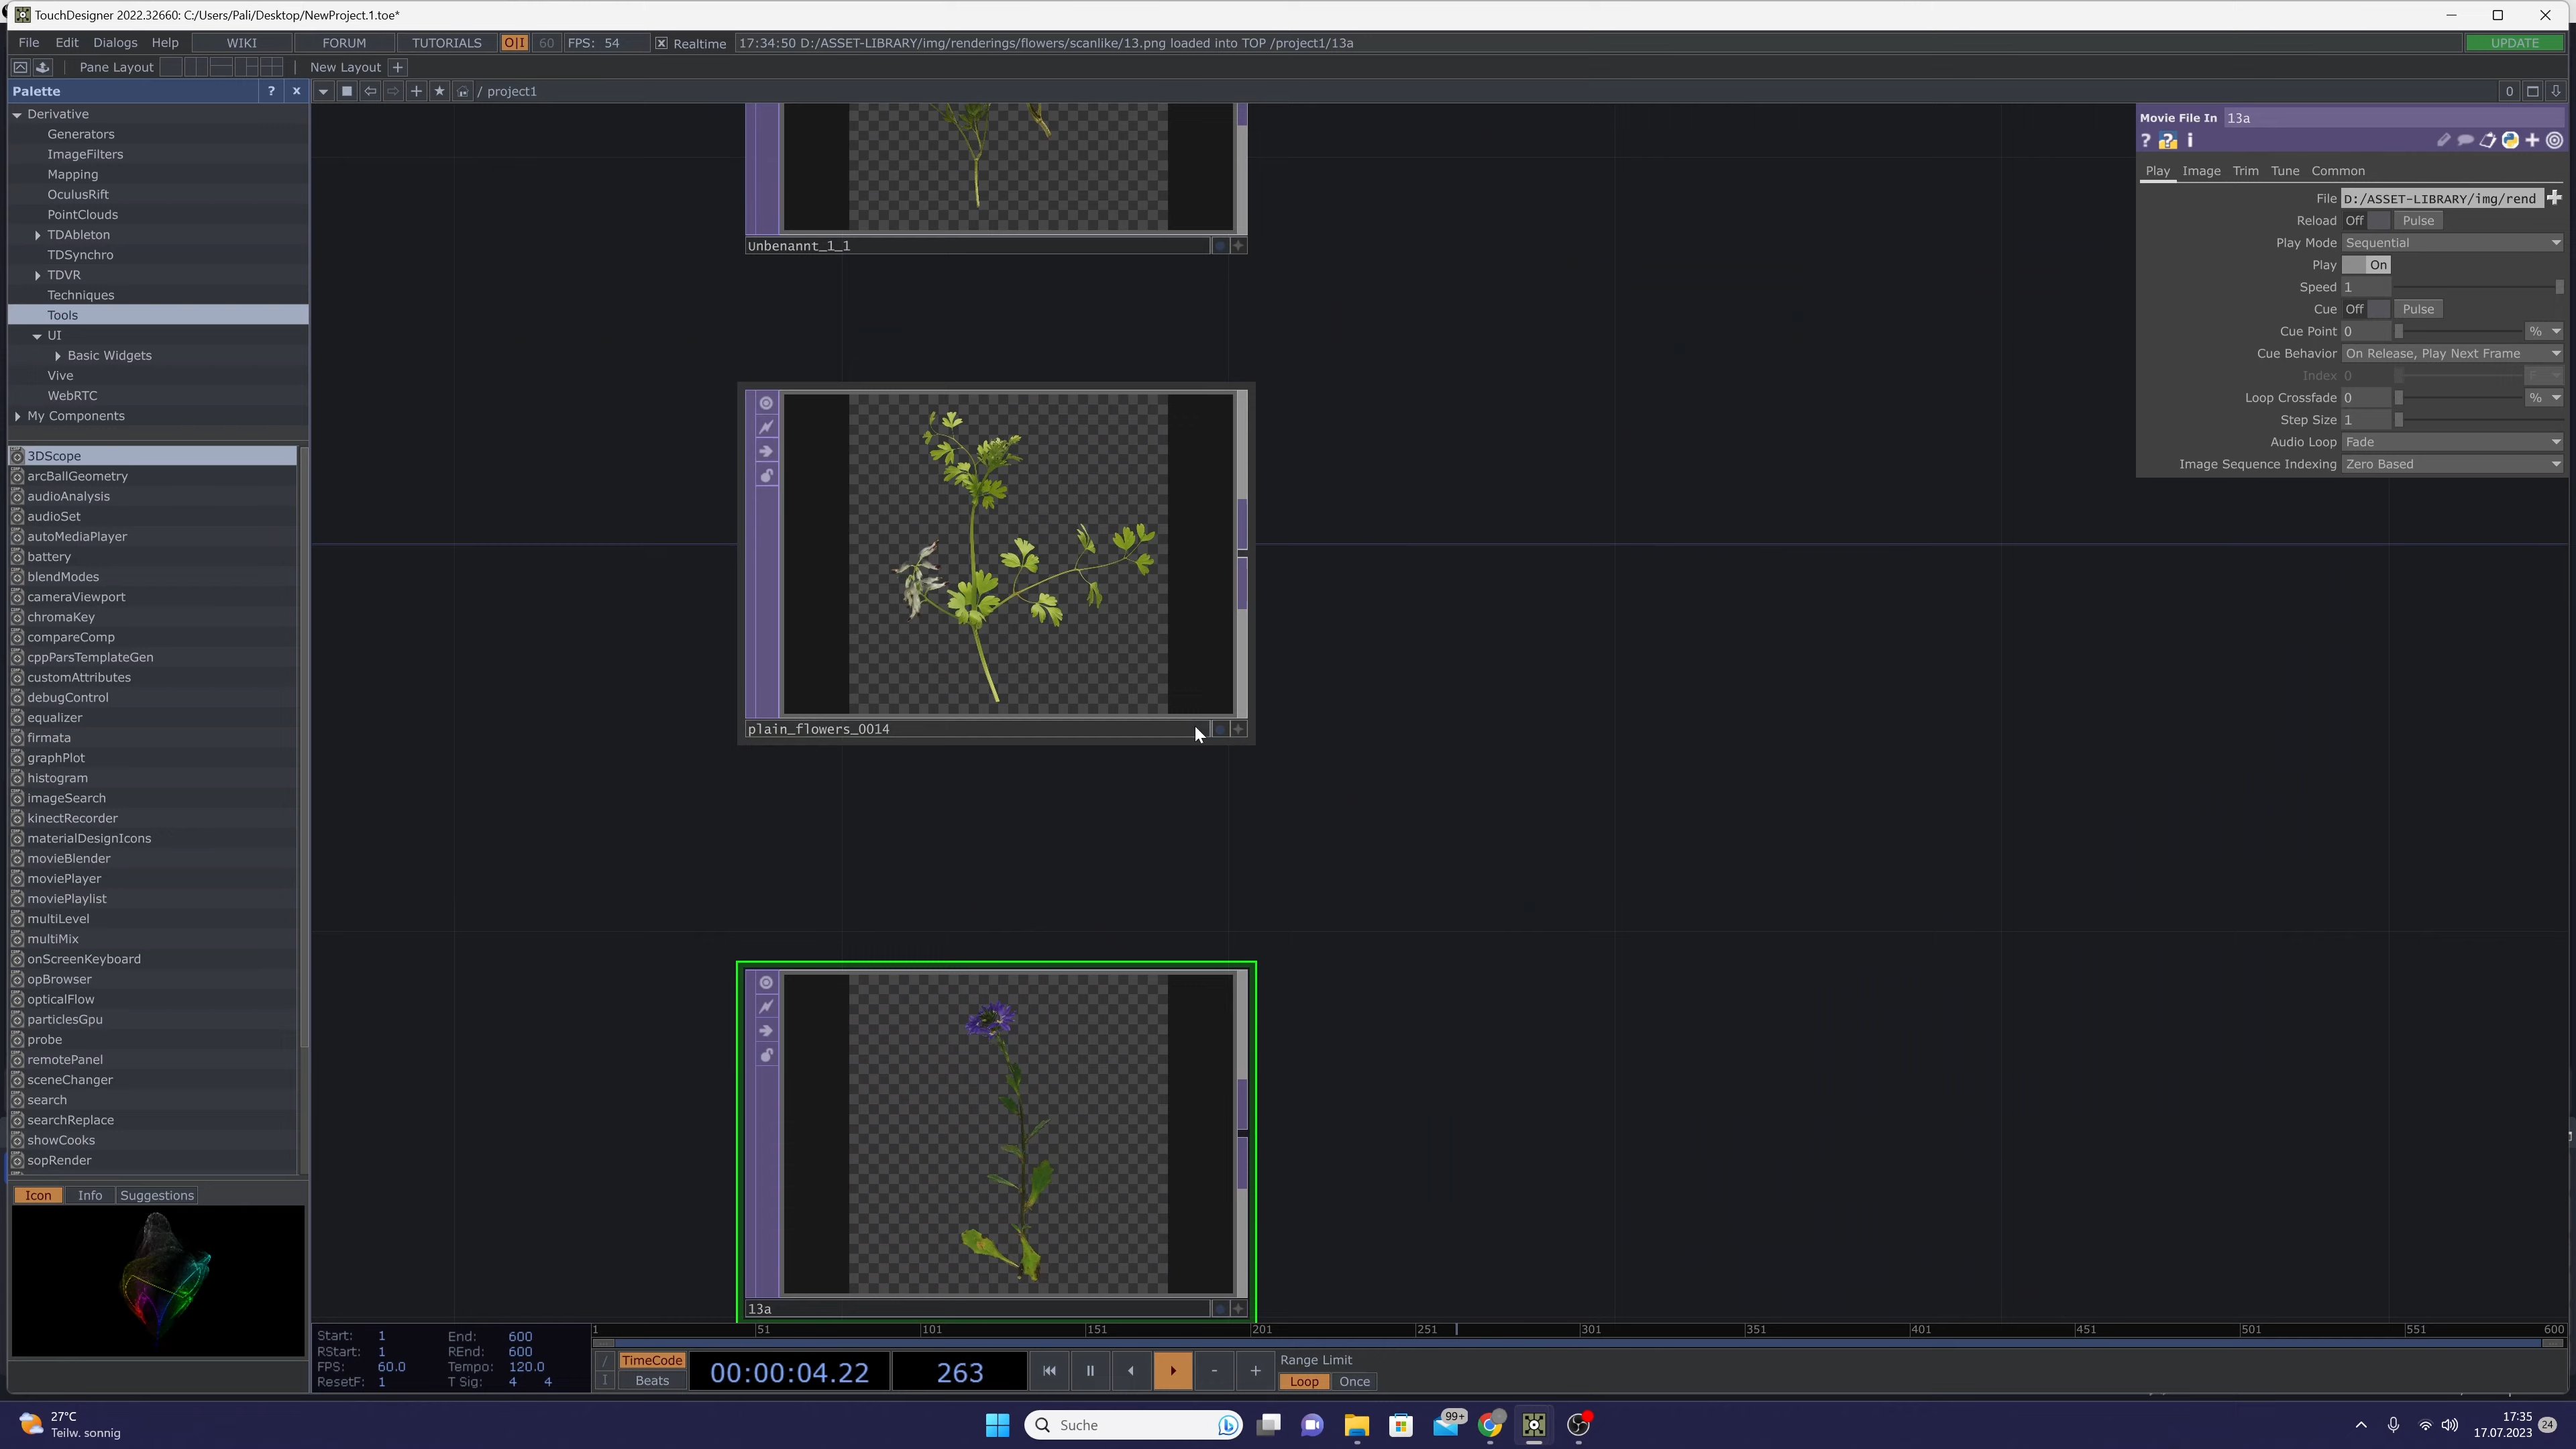 TouchDesigner 2022.32660: C:/Users/Pali/Desktop/NewProject.1.toe*
File Edit Dialogs Help WIKI FORUM TUTORIALS O|I 60 FPS: 54 Realtime 17:34:50 D:/ASSET-LIBRARY/img/renderings/flowers/scanlike/13.png loaded into TOP /project1/13a UPDATE
Pane Layout New Layout +
Palette ? x / project1 0
Derivative
Generators
ImageFilters
Mapping
OculusRift
PointClouds
TDAbleton
TDSynchro
TDVR
Techniques
Tools
UI
Basic Widgets
Vive
WebRTC
My Components
3DScope
arcBallGeometry
audioAnalysis
audioSet
autoMediaPlayer
battery
blendModes
cameraViewport
chromaKey
compareComp
cppParsTemplateGen
customAttributes
debugControl
equalizer
firmata
graphPlot
histogram
imageSearch
kinectRecorder
materialDesignIcons
movieBlender
moviePlayer
moviePlaylist
multiLevel
multiMix
onScreenKeyboard
opBrowser
opticalFlow
particlesGpu
probe
remotePanel
sceneChanger
search
searchReplace
showCooks
sopRender
Icon Info Suggestions
Unbenannt_1_1
plain_flowers_0014
13a
Movie File In 13a
? ? i
Play Image Trim Tune Common
File D:/ASSET-LIBRARY/img/rend
Reload Off Pulse
Play Mode Sequential
Play On
Speed 1
Cue Off Pulse
Cue Point 0 %
Cue Behavior On Release, Play Next Frame
Index 0 F
Loop Crossfade 0 %
Step Size 1
Audio Loop Fade
Image Sequence Indexing Zero Based
1 51 101 151 201 251 301 351 401 451 501 551 600
Start: 1 End: 600
RStart: 1 REnd: 600
FPS: 60.0 Tempo: 120.0
ResetF: 1 T Sig: 4 4
/
I
TimeCode
Beats
00:00:04.22 263
- +
Range Limit
Loop Once
27°C
Teilw. sonnig
Suche
99+
17:35
17.07.2023
24